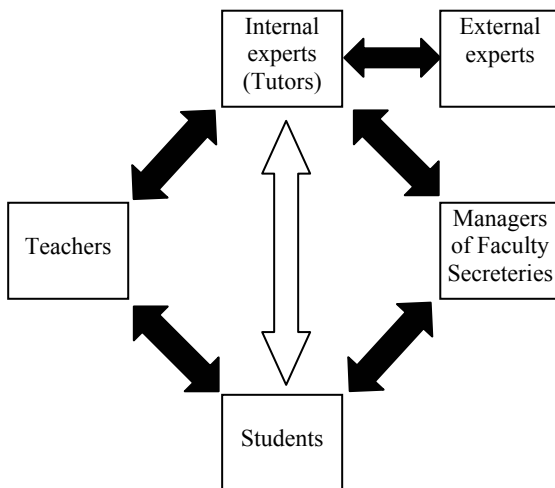 Internal
experts
(Tutors)
External
experts
Teachers
Managers
of Faculty
Secreteries
Students